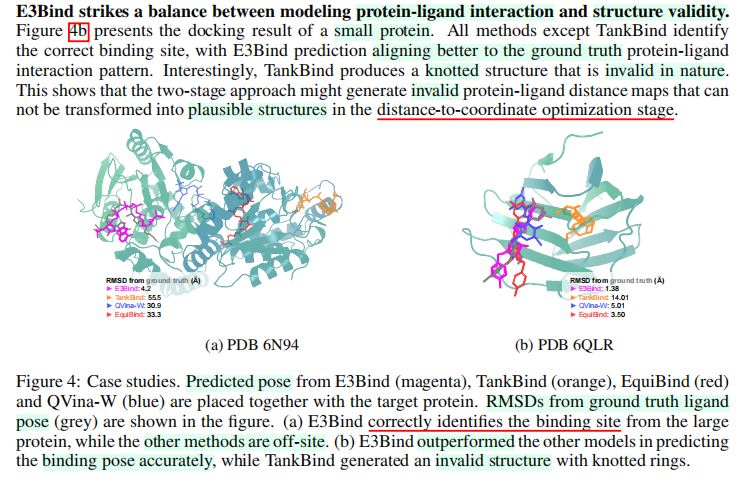 E3Bind strikes a balance between modeling protein-ligand interaction and structure validity.
Figure 4b presents the docking result of a small protein. All methods except TankBind identify
the correct binding site, with E3Bind prediction aligning better to the ground truth protein-ligand
interaction pattern. Interestingly, TankBind produces a knotted structure that is invalid in nature.
This shows that the two-stage approach might generate invalid protein-ligand distance maps that can
not be transformed into plausible structures in the distance-to-coordinate optimization stage.
RMSD from ground truth (Å)
► E3Bind: 4.2
► TankBind: 55.5
► QVina-W: 30.9
► EquiBind: 33.3
RMSD from ground truth (Å)
► E3Bind: 1.38
► TankBind: 14.01
► QVina-W: 5.01
► EquiBind: 3.50
(a) PDB 6N94
(b) PDB 6QLR
Figure 4: Case studies. Predicted pose from E3Bind (magenta), TankBind (orange), EquiBind (red)
and QVina-W (blue) are placed together with the target protein. RMSDs from ground truth ligand
pose (grey) are shown in the figure. (a) E3Bind correctly identifies the binding site from the large
protein, while the other methods are off-site. (b) E3Bind outperformed the other models in predicting
the binding pose accurately, while TankBind generated an invalid structure with knotted rings.